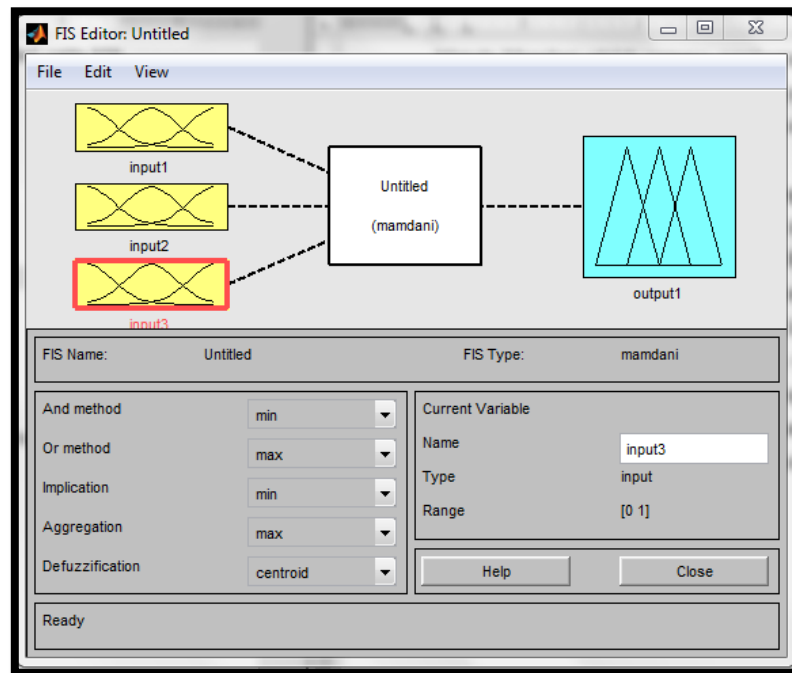 FIS Editor: Untitled
File Edit View
input1
input2
input3
Untitled
(mamdani)
output1
FIS Name: Untitled FIS Type: mamdani
And method min
Or method max
Implication min
Aggregation max
Defuzzification centroid
Current Variable
Name input3
Type input
Range [0 1]
Help Close
Ready